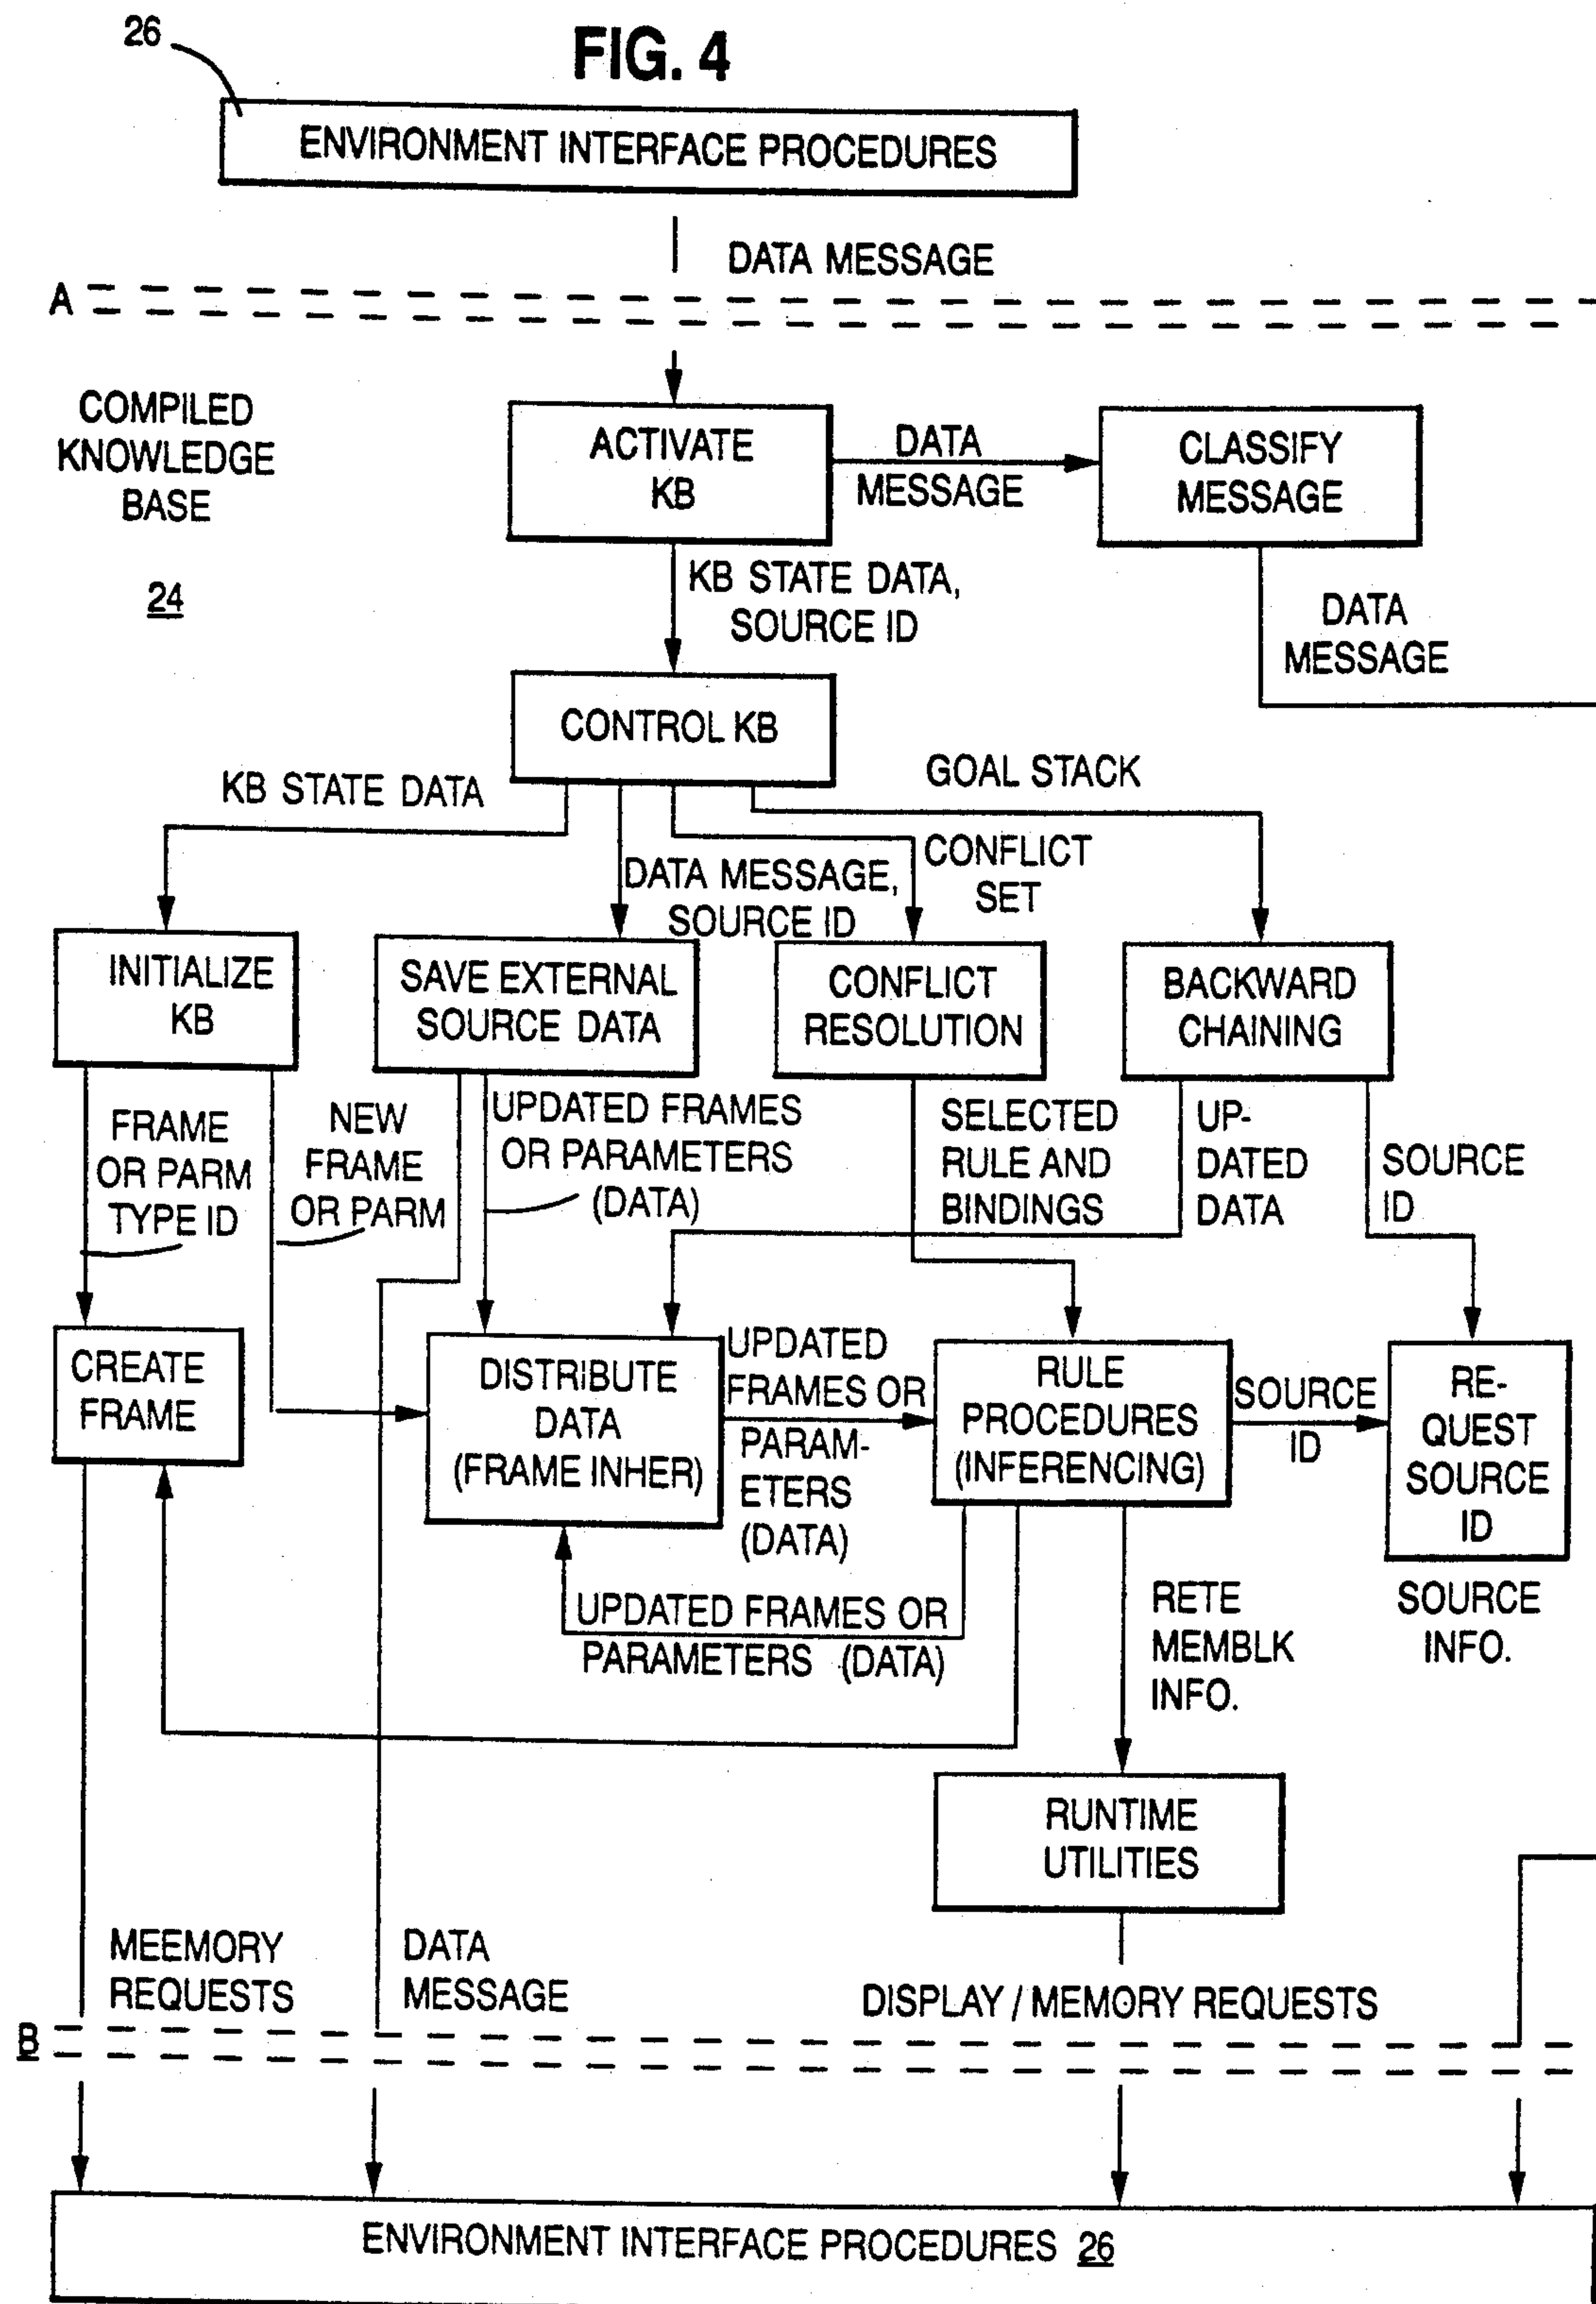 26
FIG. 4
ENVIRONMENT INTERFACE PROCEDURES
DATA MESSAGE
A
COMPILED
KNOWLEDGE
BASE
24
ACTIVATE
KB
DATA
MESSAGE
CLASSIFY
MESSAGE
KB STATE DATA,
SOURCE ID
DATA
MESSAGE
CONTROL KB
KB STATE DATA
GOAL STACK
DATA MESSAGE,
SOURCE ID
CONFLICT
SET
INITIALIZE
KB
SAVE EXTERNAL
SOURCE DATA
CONFLICT
RESOLUTION
BACKWARD
CHAINING
FRAME
OR PARM
TYPE ID
NEW
FRAME
OR PARM
UPDATED FRAMES
OR PARAMETERS
(DATA)
SELECTED
RULE AND
BINDINGS
UP-
DATED
DATA
SOURCE
ID
CREATE
FRAME
DISTRIBUTE
DATA
(FRAME INHER)
UPDATED
FRAMES OR
PARAM-
ETERS
(DATA)
RULE
PROCEDURES
(INFERENCING)
SOURCE
ID
RE-
QUEST
SOURCE
ID
UPDATED FRAMES OR
PARAMETERS (DATA)
RETE
MEMBLK
INFO.
SOURCE
INFO.
RUNTIME
UTILITIES
MEEMORY
REQUESTS
DATA
MESSAGE
DISPLAY / MEMORY REQUESTS
B
ENVIRONMENT INTERFACE PROCEDURES 26